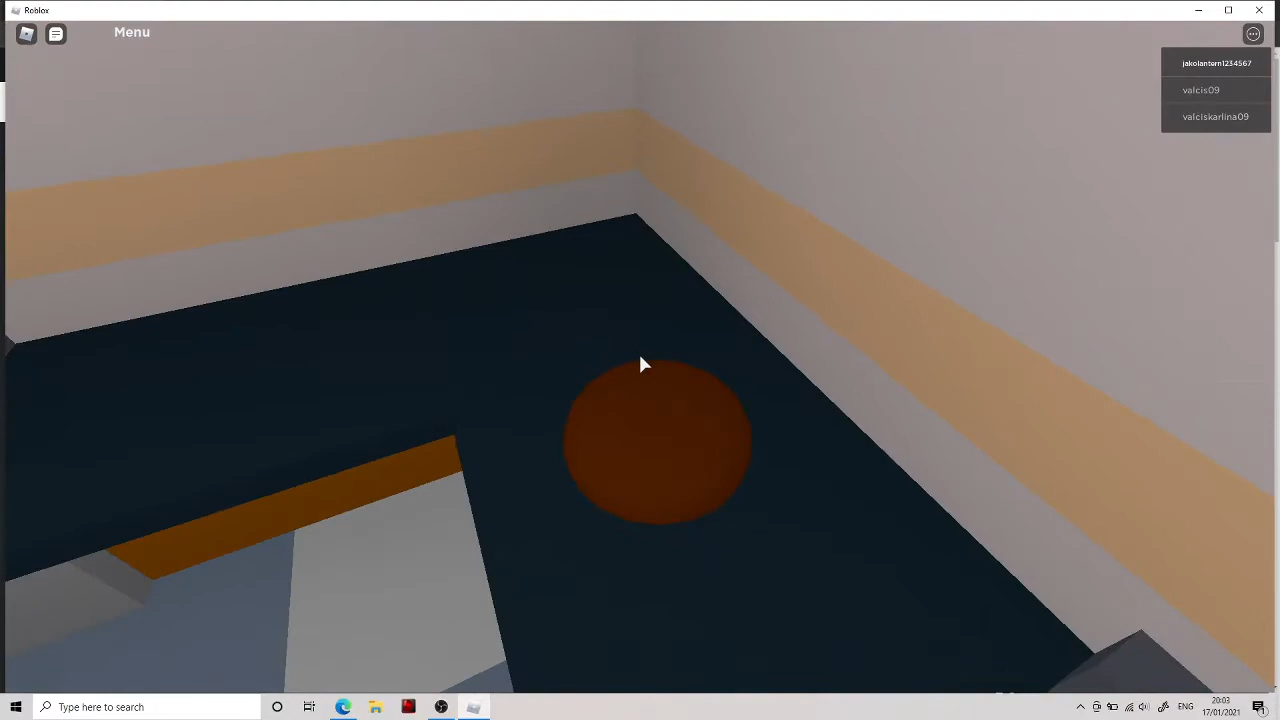 Roblox
Menu
jakolantern1234567
valcis09
valciskarlina09
Type here to search
ENG
20:03
17/01/2021